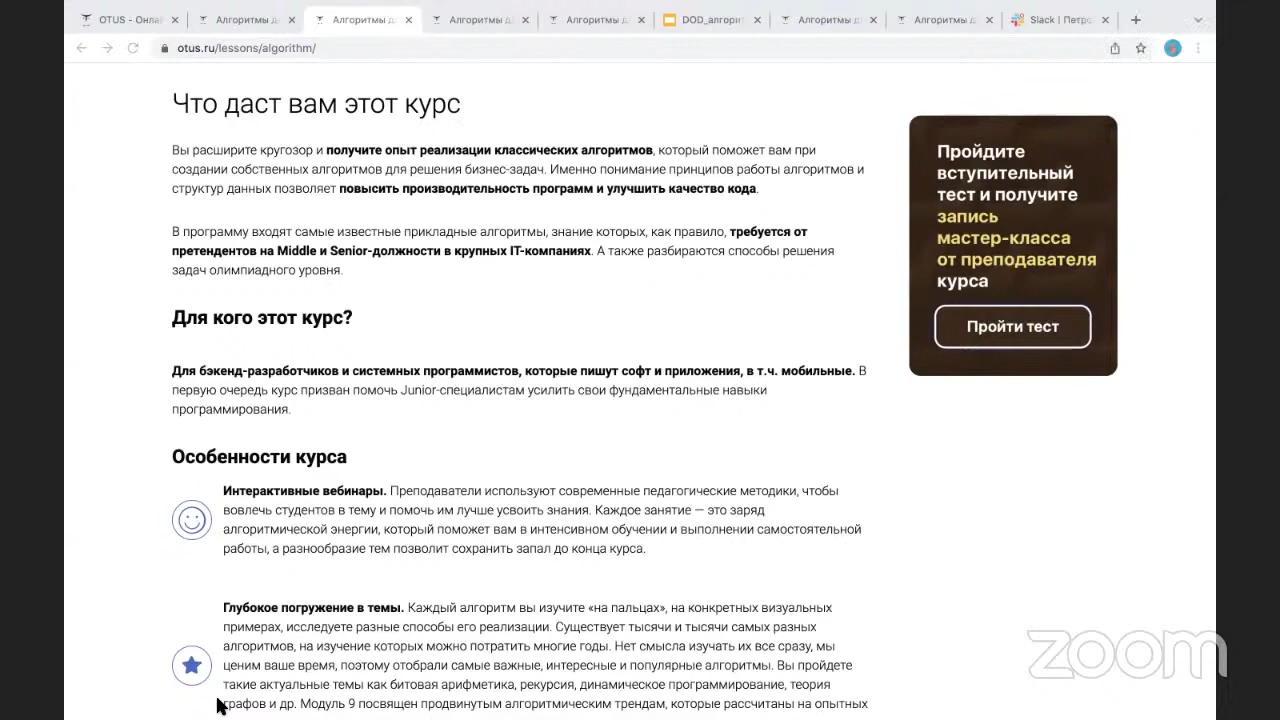 OTUS - Онла
Алгоритмы д
Алгоритмы д
Алгоритмы д
Алгоритмы д
DOD_алгорит
Алгоритмы д
Алгоритмы д
Slack | Петро
otus.ru/lessons/algorithm/
Что даст вам этот курс
Вы расширите кругозор и получите опыт реализации классических алгоритмов, который поможет вам при
создании собственных алгоритмов для решения бизнес-задач. Именно понимание принципов работы алгоритмов и
структур данных позволяет повысить производительность программ и улучшить качество кода.
В программу входят самые известные прикладные алгоритмы, знание которых, как правило, требуется от
претендентов на Middle и Senior-должности в крупных IT-компаниях. А также разбираются способы решения
задач олимпиадного уровня.
Для кого этот курс?
Для бэкенд-разработчиков и системных программистов, которые пишут софт и приложения, в т.ч. мобильные. В
первую очередь курс призван помочь Junior-специалистам усилить свои фундаментальные навыки
программирования.
Особенности курса
Интерактивные вебинары. Преподаватели используют современные педагогические методики, чтобы
вовлечь студентов в тему и помочь им лучше усвоить знания. Каждое занятие — это заряд
алгоритмической энергии, который поможет вам в интенсивном обучении и выполнении самостоятельной
работы, а разнообразие тем позволит сохранить запал до конца курса.
Глубокое погружение в темы. Каждый алгоритм вы изучите «на пальцах», на конкретных визуальных
примерах, исследуете разные способы его реализации. Существует тысячи и тысячи самых разных
алгоритмов, на изучение которых можно потратить многие годы. Нет смысла изучать их все сразу, мы
ценим ваше время, поэтому отобрали самые важные, интересные и популярные алгоритмы. Вы пройдете
такие актуальные темы как битовая арифметика, рекурсия, динамическое программирование, теория
графов и др. Модуль 9 посвящен продвинутым алгоритмическим трендам, которые рассчитаны на опытных
Пройдите
вступительный
тест и получите
запись
мастер-класса
от преподавателя
курса
Пройти тест
zoom